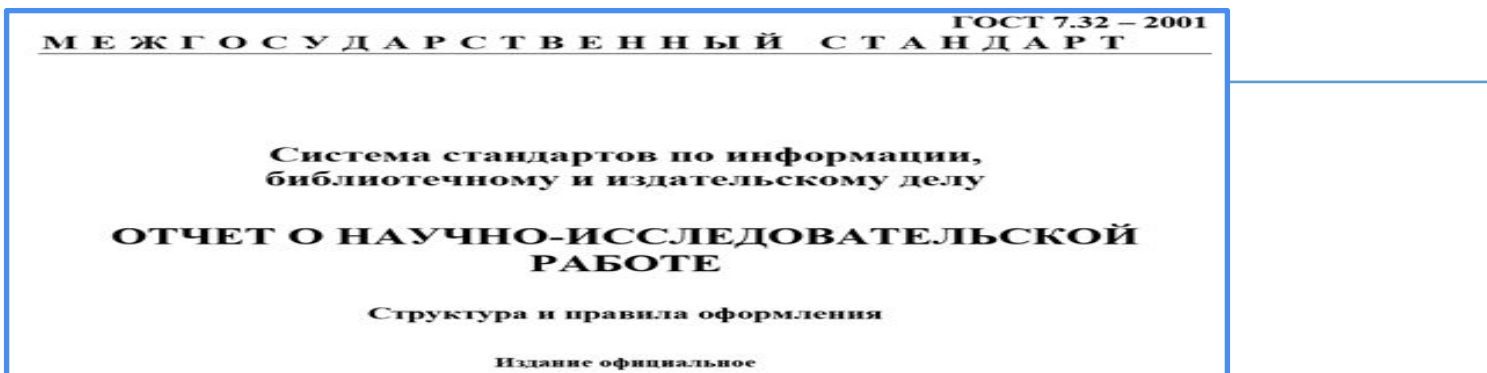 ГОСТ 7.32 – 2001
МЕЖГОСУДАРСТВЕННЫЙ СТАНДАРТ
Система стандартов по информации,
библиотечному и издательскому делу
ОТЧЕТ О НАУЧНО-ИССЛЕДОВАТЕЛЬСКОЙ
РАБОТЕ
Структура и правила оформления
Издание официальное